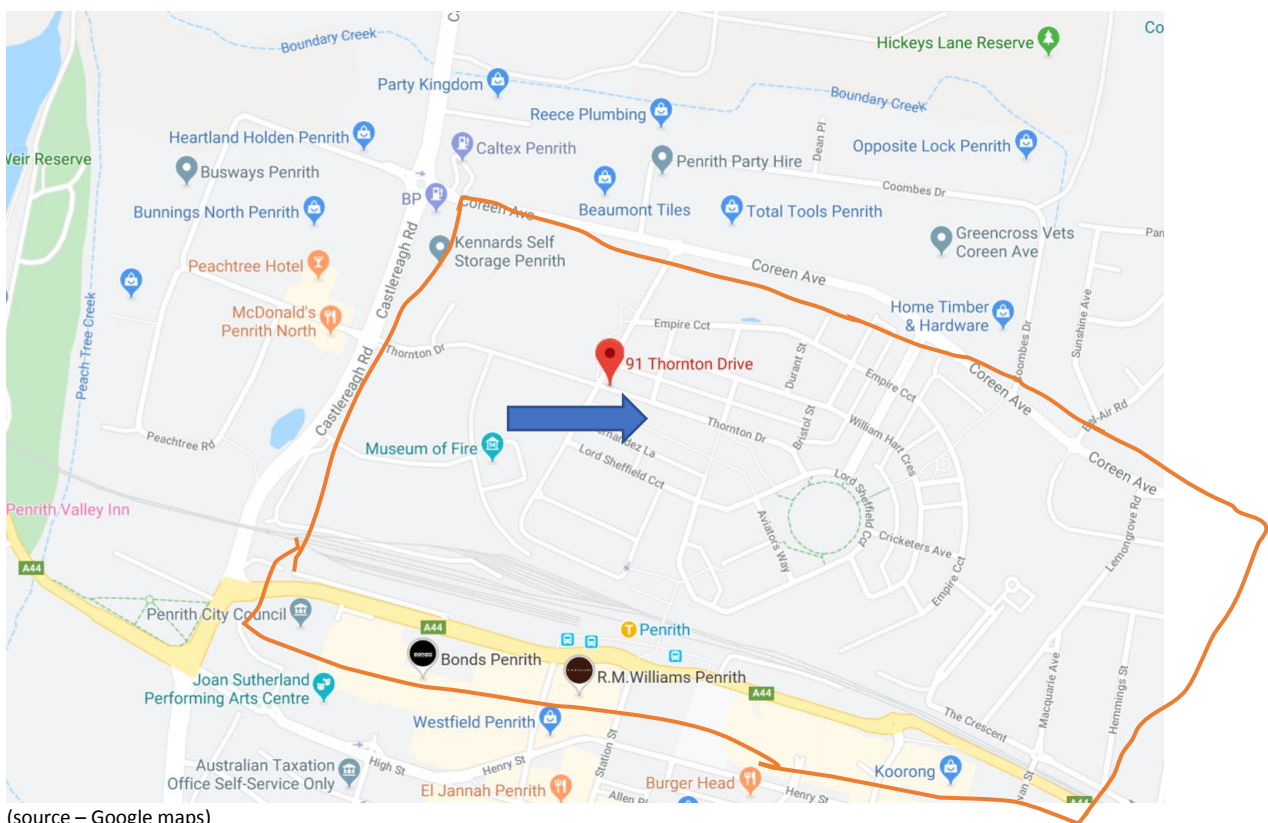 C
Co
Boundary Creek
Hickeys Lane Reserve
Party Kingdom
Boundary Creek
Reece Plumbing
Dean Pl
Heartland Holden Penrith
Caltex Penrith
Opposite Lock Penrith
Weir Reserve
Busways Penrith
Penrith Party Hire
Coombes Dr
BP
Coreen Ave
Bunnings North Penrith
Beaumont Tiles
Total Tools Penrith
Greencross Vets
Coreen Ave
Pan
Castlereagh Rd
Kennards Self
Storage Penrith
Peachtree Hotel
Coreen Ave
Peach Tree Creek
McDonald's
Penrith North
Home Timber
& Hardware
Coombes Dr
Sunshine Ave
Empire Cct
Thornton Dr
91 Thornton Drive
Durant St
Empire Cct
Coreen Ave
Castlereagh Rd
Bel-Air Rd
Peachtree Rd
Museum of Fire
Thornton Dr
Bristol St
William Hart Cres
ernandez La
Lord Sheffield Cct
Lord Sheffield Cct
Coreen Ave
Penrith Valley Inn
Aviators Way
Cricketers Ave
Lemongrove Rd
A44
Empire Cct
Penrith City Council
A44
Penrith
Bonds Penrith
BONDS
R.M.Williams Penrith
Joan Sutherland
Performing Arts Centre
A44
The Crescent
Macquarie Ave
Hemmings St
Westfield Penrith
Station St
Australian Taxation
Office Self-Service Only
High St
Henry St
Koorong
El Jannah Penrith
Burger Head
Allen Pl
Henry St
an St
A44
(source – Google maps)